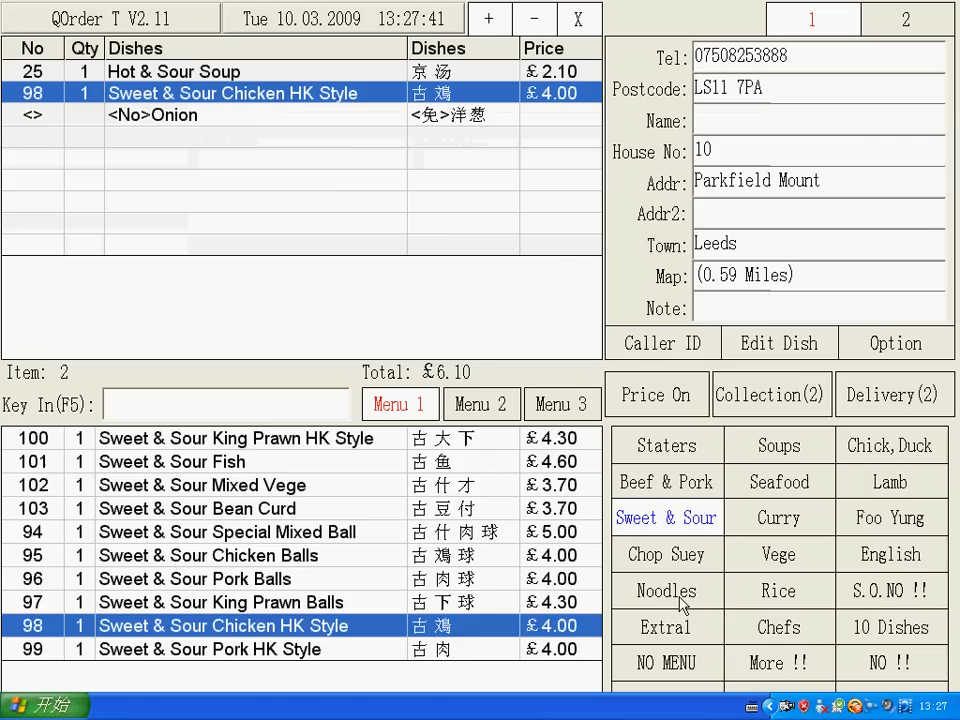 QOrder T V2.11 Tue 10.03.2009 13:27:41 + - X 1 2
No Qty Dishes Dishes Price
25 1 Hot & Sour Soup 京 汤 £2.10
98 1 Sweet & Sour Chicken HK Style 古 鸡 £4.00
<> <No>Onion <免>洋葱
Tel: 07508253888
Postcode: LS11 7PA
Name:
House No: 10
Addr: Parkfield Mount
Addr2:
Town: Leeds
Map: (0.59 Miles)
Note:
Caller ID Edit Dish Option
Item: 2 Total: £6.10
Key In(F5): Menu 1 Menu 2 Menu 3
Price On Collection(2) Delivery(2)
100 1 Sweet & Sour King Prawn HK Style 古 大 下 £4.30
101 1 Sweet & Sour Fish 古 鱼 £4.60
102 1 Sweet & Sour Mixed Vege 古 什 才 £3.70
103 1 Sweet & Sour Bean Curd 古 豆 付 £3.70
94 1 Sweet & Sour Special Mixed Ball 古 什 肉 球 £5.00
95 1 Sweet & Sour Chicken Balls 古 鸡 球 £4.00
96 1 Sweet & Sour Pork Balls 古 肉 球 £4.00
97 1 Sweet & Sour King Prawn Balls 古 下 球 £4.30
98 1 Sweet & Sour Chicken HK Style 古 鸡 £4.00
99 1 Sweet & Sour Pork HK Style 古 肉 £4.00
Staters Soups Chick,Duck
Beef & Pork Seafood Lamb
Sweet & Sour Curry Foo Yung
Chop Suey Vege English
Noodles Rice S.O.NO !!
Extra1 Chefs 10 Dishes
NO MENU More !! NO !!
开始 13:27